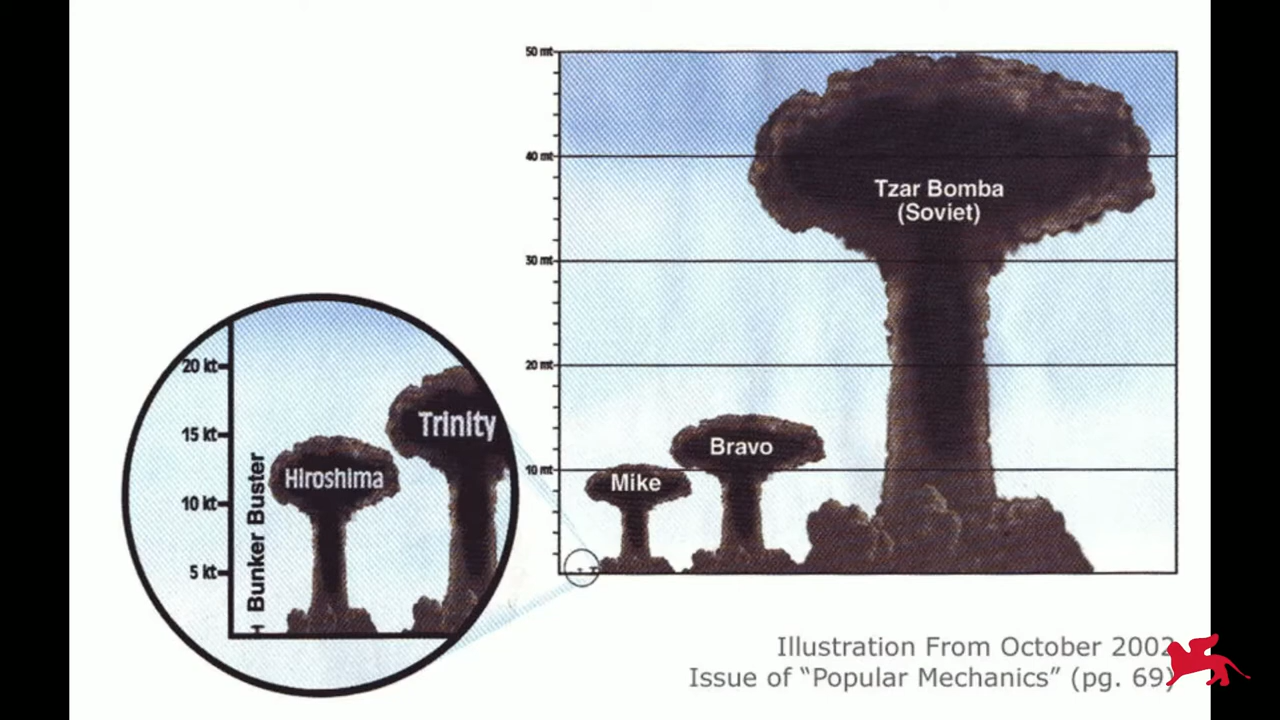 50 mt
40 mt
30 mt
20 mt
10 mt
Tzar Bomba
(Soviet)
Bravo
Mike
20 kt
15 kt
10 kt
5 kt
Trinity
Hiroshima
Bunker Buster
Illustration From October 2002
Issue of “Popular Mechanics” (pg. 69)